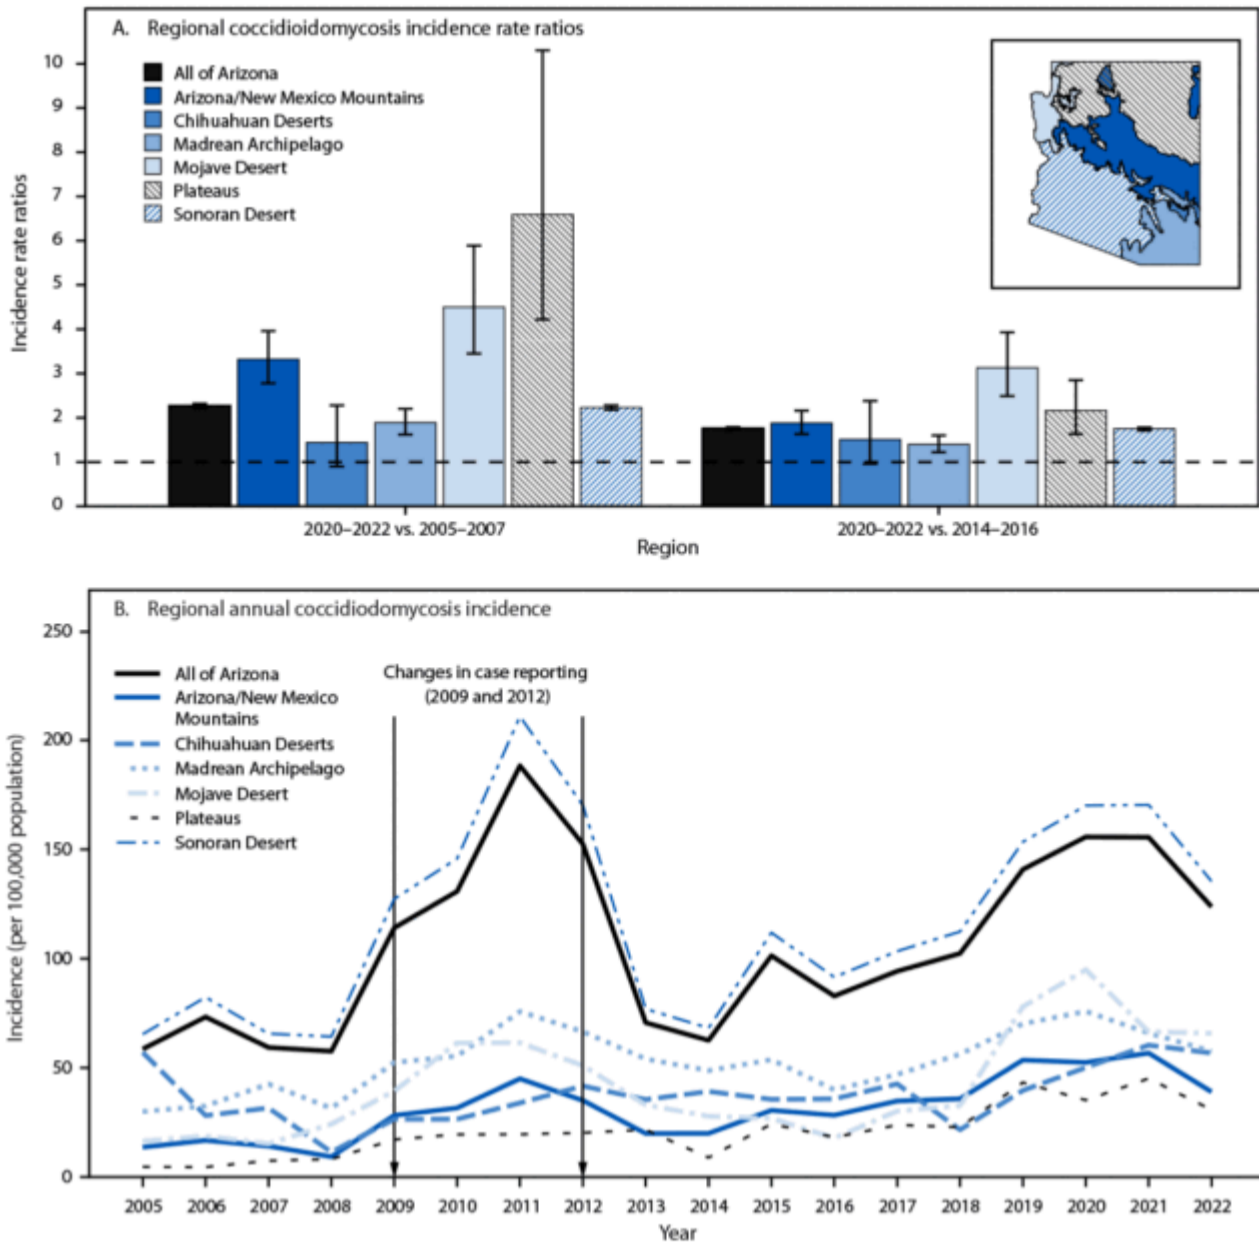 A. Regional coccidioidomycosis incidence rate ratios
10
9
8
7
6
5
4
3
2
1
0
Incidence rate ratios
All of Arizona
Arizona/New Mexico Mountains
Chihuahuan Deserts
Madrean Archipelago
Mojave Desert
Plateaus
Sonoran Desert
2020–2022 vs. 2005–2007
2020–2022 vs. 2014–2016
Region
B. Regional annual coccidiodomycosis incidence
250
200
150
100
50
0
Incidence (per 100,000 population)
All of Arizona
Arizona/New Mexico
Mountains
Chihuahuan Deserts
Madrean Archipelago
Mojave Desert
Plateaus
Sonoran Desert
Changes in case reporting
(2009 and 2012)
2005 2006 2007 2008 2009 2010 2011 2012 2013 2014 2015 2016 2017 2018 2019 2020 2021 2022
Year